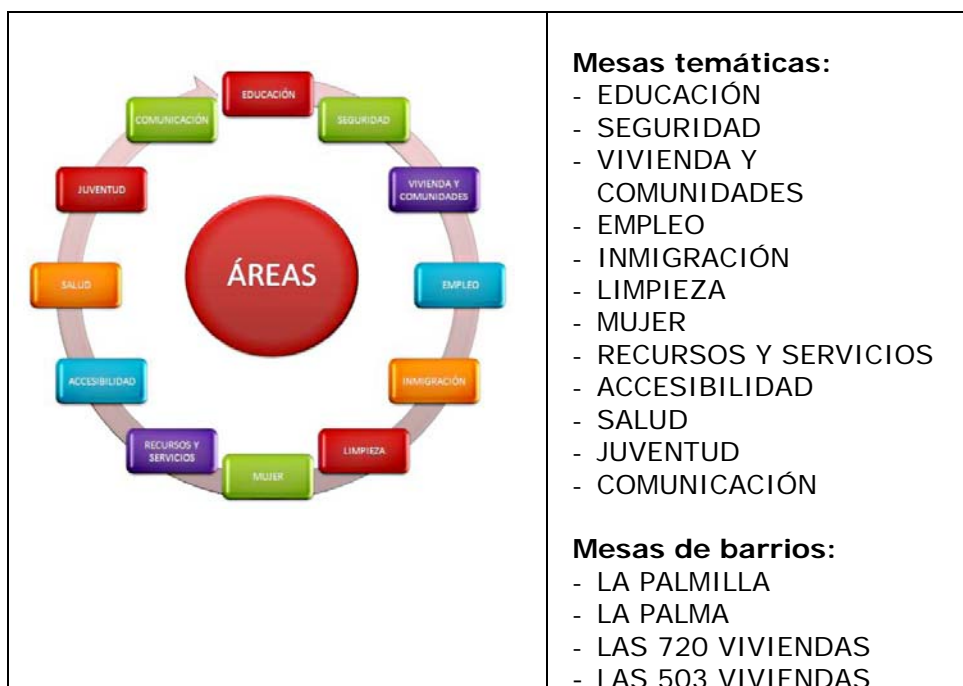 EDUCACIÓN
SEGURIDAD
VIVIENDA Y
COMUNIDADES
EMPLEO
INMIGRACIÓN
LIMPIEZA
MUJER
RECURSOS Y
SERVICIOS
ACCESIBILIDAD
SALUD
JUVENTUD
COMUNICACIÓN
ÁREAS
Mesas temáticas:
- EDUCACIÓN
- SEGURIDAD
- VIVIENDA Y
COMUNIDADES
- EMPLEO
- INMIGRACIÓN
- LIMPIEZA
- MUJER
- RECURSOS Y SERVICIOS
- ACCESIBILIDAD
- SALUD
- JUVENTUD
- COMUNICACIÓN
Mesas de barrios:
- LA PALMILLA
- LA PALMA
- LAS 720 VIVIENDAS
- LAS 503 VIVIENDAS